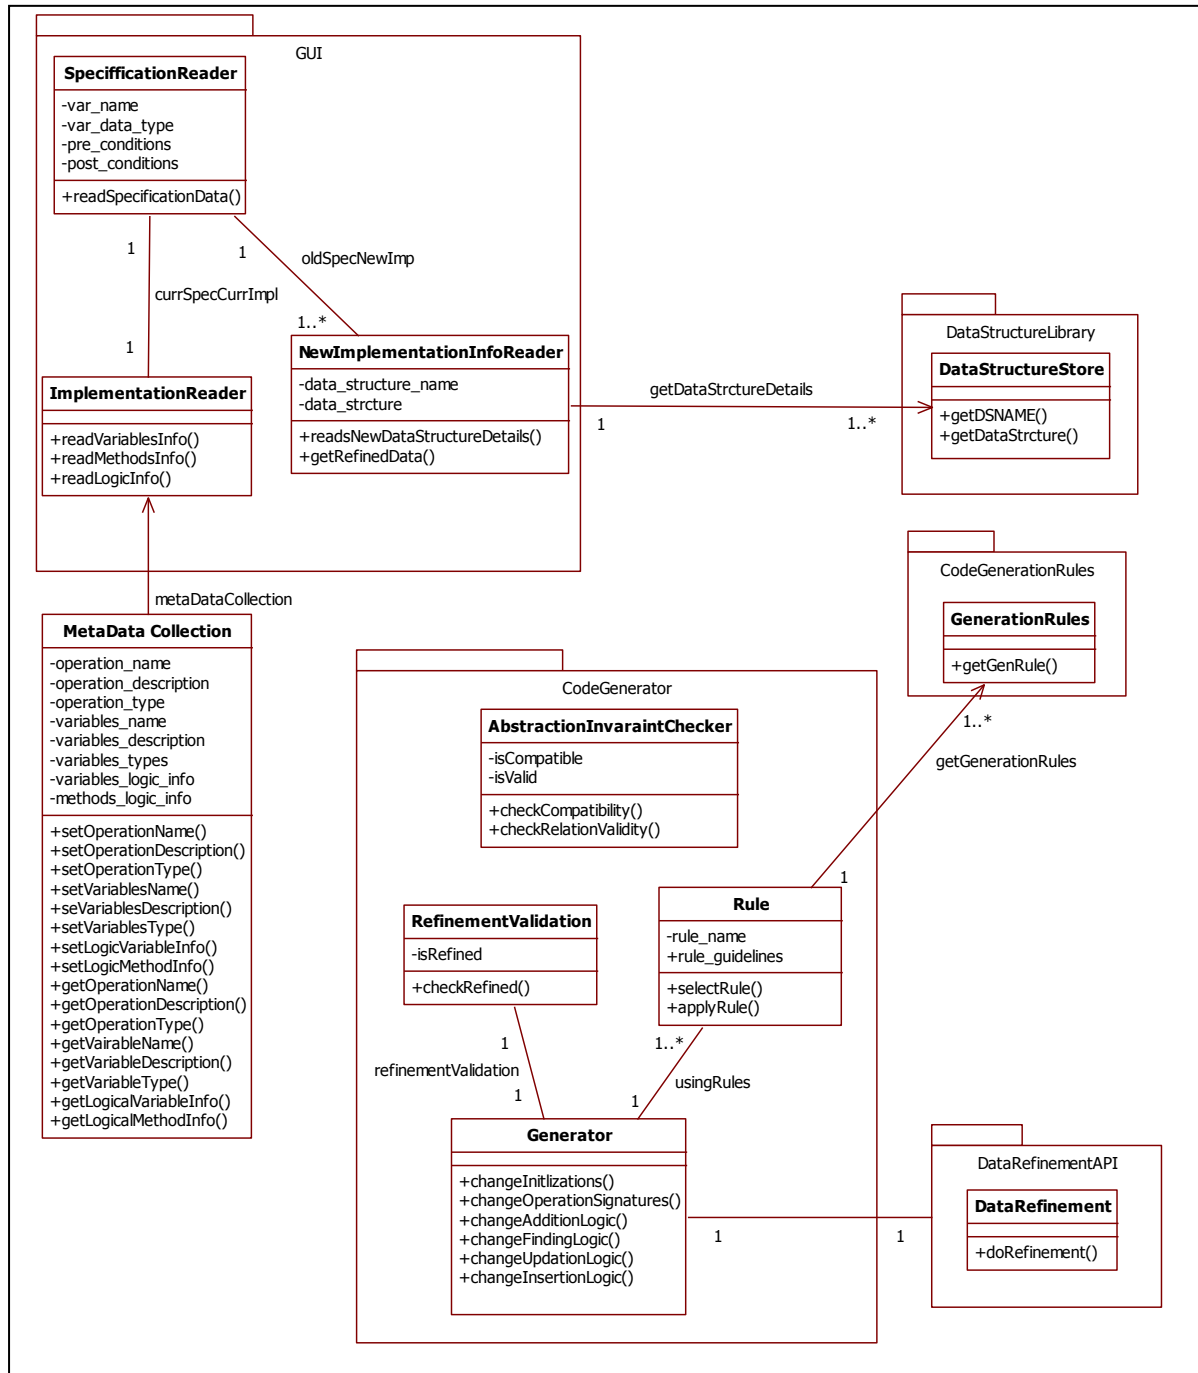 GUI
SpecifficationReader
-var_name
-var_data_type
-pre_conditions
-post_conditions
+readSpecificationData()
1
1
oldSpecNewImp
currSpecCurrImpl
1..*
1
NewImplementationInfoReader
-data_structure_name
-data_strcture
+readsNewDataStructureDetails()
+getRefinedData()
ImplementationReader
+readVariablesInfo()
+readMethodsInfo()
+readLogicInfo()
getDataStrctureDetails
1
1..*
DataStructureLibrary
DataStructureStore
+getDSNAME()
+getDataStrcture()
metaDataCollection
MetaData Collection
-operation_name
-operation_description
-operation_type
-variables_name
-variables_description
-variables_types
-variables_logic_info
-methods_logic_info
+setOperationName()
+setOperationDescription()
+setOperationType()
+setVariablesName()
+seVariablesDescription()
+setVariablesType()
+setLogicVariableInfo()
+setLogicMethodInfo()
+getOperationName()
+getOperationDescription()
+getOperationType()
+getVairableName()
+getVariableDescription()
+getVariableType()
+getLogicalVariableInfo()
+getLogicalMethodInfo()
CodeGenerationRules
GenerationRules
+getGenRule()
1..*
getGenerationRules
1
CodeGenerator
AbstractionInvaraintChecker
-isCompatible
-isValid
+checkCompatibility()
+checkRelationValidity()
RefinementValidation
-isRefined
+checkRefined()
Rule
-rule_name
+rule_guidelines
+selectRule()
+applyRule()
1
1..*
refinementValidation
usingRules
1
1
Generator
+changeInitlizations()
+changeOperationSignatures()
+changeAdditionLogic()
+changeFindingLogic()
+changeUpdationLogic()
+changeInsertionLogic()
1
1
DataRefinementAPI
DataRefinement
+doRefinement()